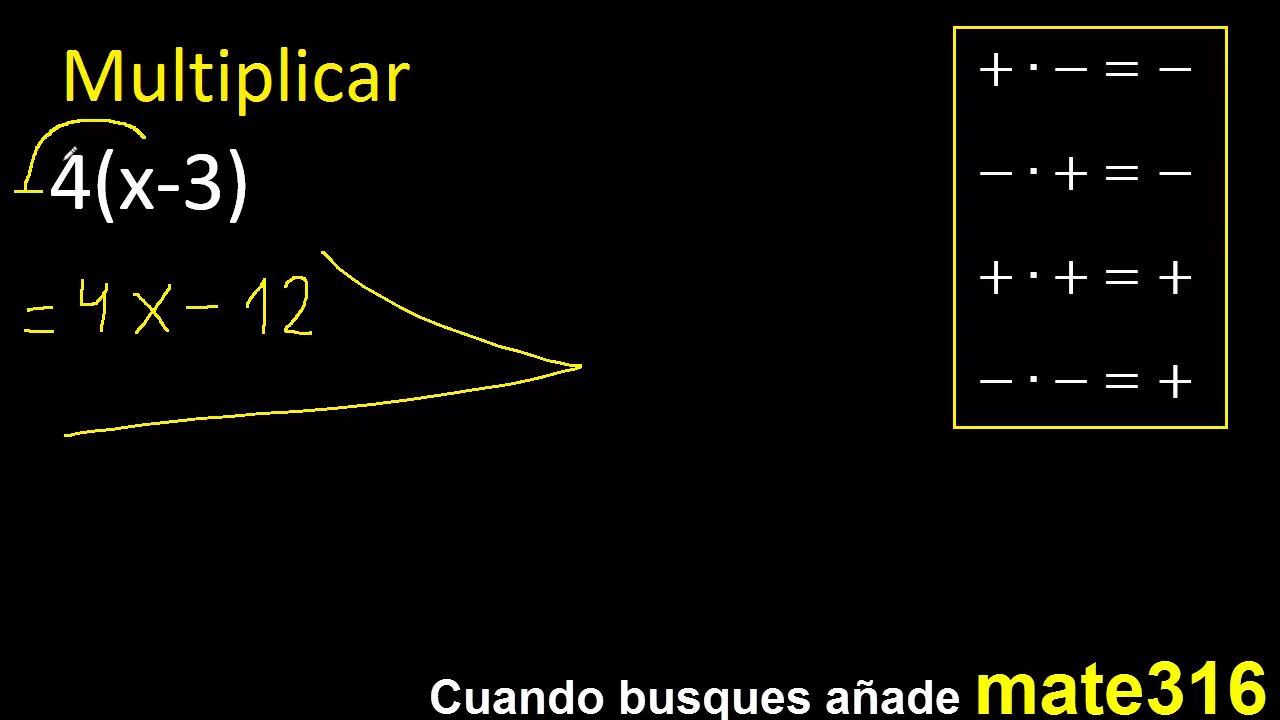 Multiplicar
4(x-3)
= 4x - 12
+ · − = −
− · + = −
+ · + = +
− · − = +
Cuando busques añade mate316